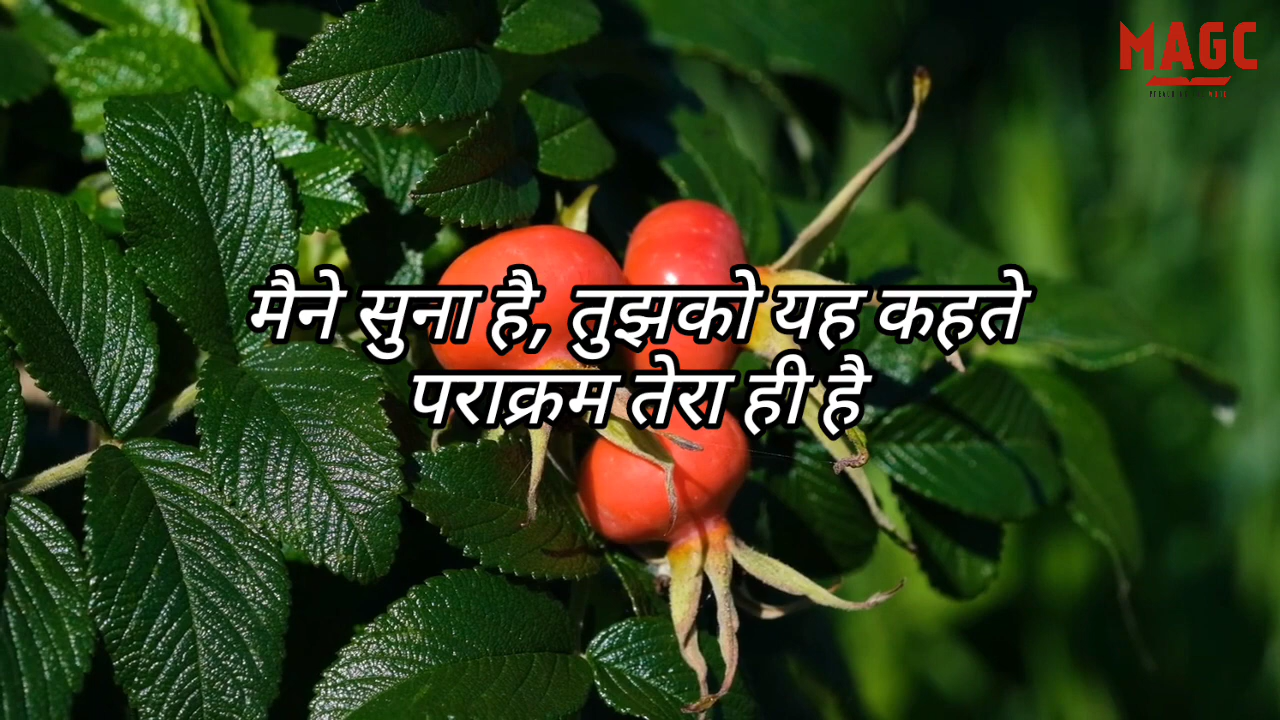 MAGC
मैने सुना है, तुझको यह कहते
पराक्रम तेरा ही है